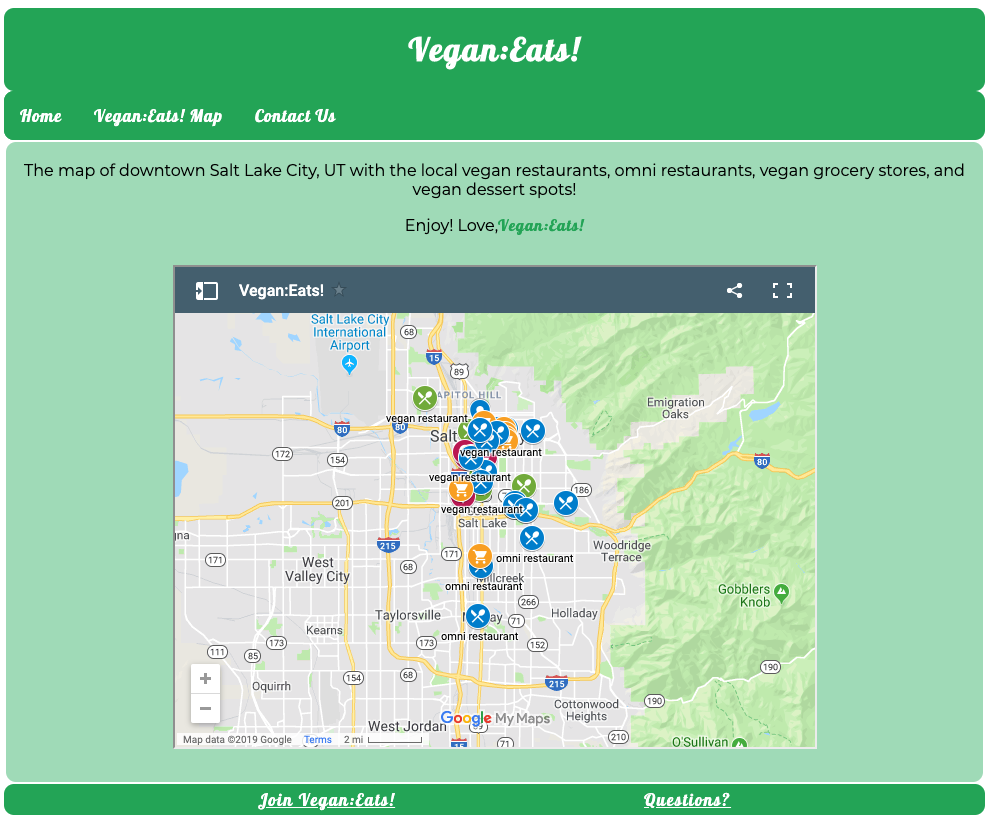 Vegan:Eats!
Home Vegan:Eats! Map Contact Us
The map of downtown Salt Lake City, UT with the local vegan restaurants, omni restaurants, vegan grocery stores, and
vegan dessert spots!
Enjoy! Love,Vegan:Eats!
Vegan:Eats!
Salt Lake City
International
Airport
68
15
89
CAPITOL HILL
vegan restaurant
Emigration
Oaks
80
80
Salt
172
154
vegan restaurant
80
vegan restaurant
186
201
vegan restaurant
Salt Lake
215
171
West
Valley City
171
68
omni restaurant
Woodridge
Terrace
Millcreek
omni restaurant
Gobblers
Knob
266
Taylorsville
71
Holladay
Kearns
omni restaurant
173
173
152
111
85
154
68
190
Oquirrh
215
190
Cottonwood
Heights
+
−
West Jordan
Google My Maps
89
210
Map data ©2019 Google Terms 2 mi
15
71
O'Sullivan
Join Vegan:Eats! Questions?